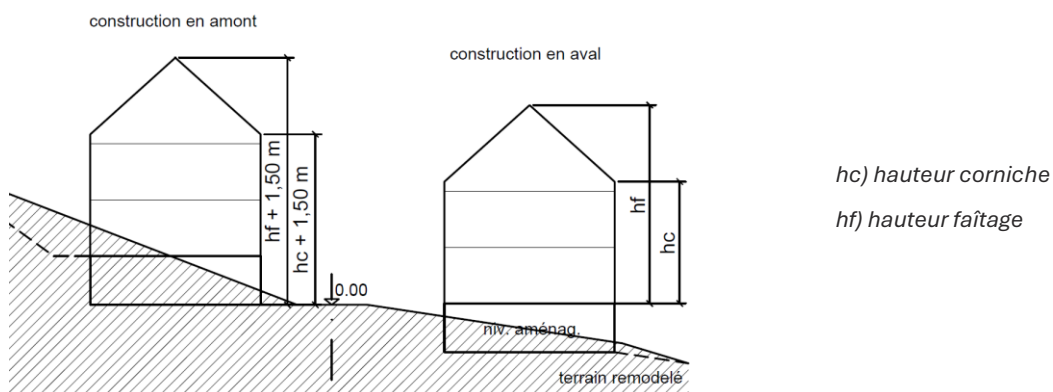 construction en amont
construction en aval
hf + 1,50 m
hc + 1,50 m
hf
hc
hc) hauteur corniche
hf) hauteur faîtage
0.00
niv. aménag.
terrain remodelé